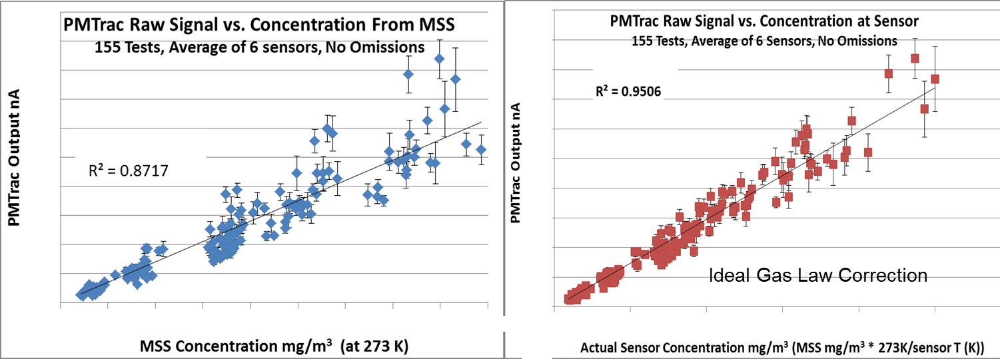 PMTrac Raw Signal vs. Concentration From MSS
155 Tests, Average of 6 sensors, No Omissions
R² = 0.8717
PMTrac Output nA
MSS Concentration mg/m³ (at 273 K)
PMTrac Raw Signal vs. Concentration at Sensor
155 Tests, Average of 6 Sensors, No Omissions
R² = 0.9506
PMTrac Output nA
Ideal Gas Law Correction
Actual Sensor Concentration mg/m³ (MSS mg/m³ * 273K/sensor T (K))